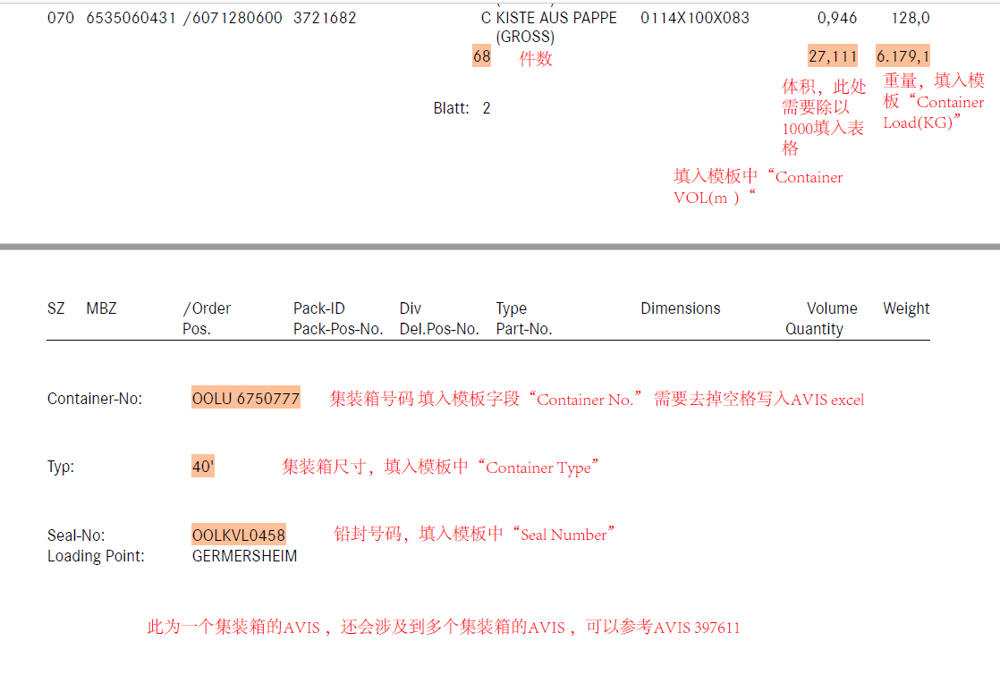 070 6535060431 /6071280600 3721682 C KISTE AUS PAPPE 0114X100X083 0,946 128,0
(GROSS)
68 件数 27,111 6.179,1
体积，此处
需要除以
1000填入表
格
重量，填入模
板“Container
Load(KG)”
Blatt: 2
填入模板中“Container
VOL(m ) “
SZ MBZ /Order Pack-ID Div Type Dimensions Volume Weight
Pos. Pack-Pos-No. Del.Pos-No. Part-No. Quantity
Container-No: OOLU 6750777 集装箱号码 填入模板字段“Container No.” 需要去掉空格写入AVIS excel
Typ: 40' 集装箱尺寸，填入模板中“Container Type”
Seal-No: OOLKVL0458 铅封号码，填入模板中“Seal Number”
Loading Point: GERMERSHEIM
此为一个集装箱的AVIS ，还会涉及到多个集装箱的AVIS ，可以参考AVIS 397611